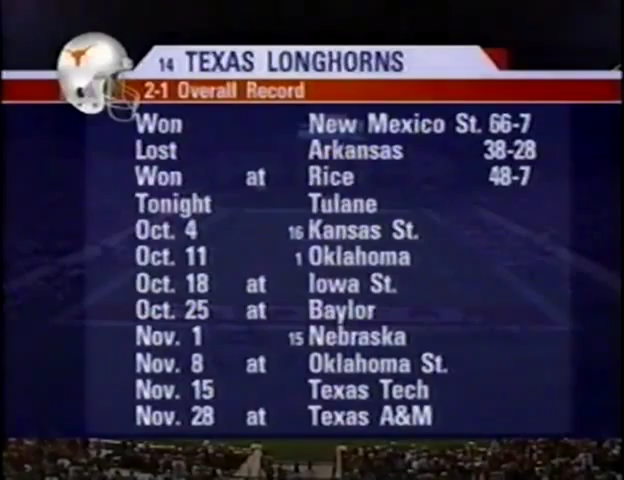 14 TEXAS LONGHORNS
2-1 Overall Record
Won New Mexico St. 66-7
Lost Arkansas 38-28
Won at Rice 48-7
Tonight Tulane
Oct. 4 16 Kansas St.
Oct. 11 1 Oklahoma
Oct. 18 at Iowa St.
Oct. 25 at Baylor
Nov. 1 15 Nebraska
Nov. 8 at Oklahoma St.
Nov. 15 Texas Tech
Nov. 28 at Texas A&M